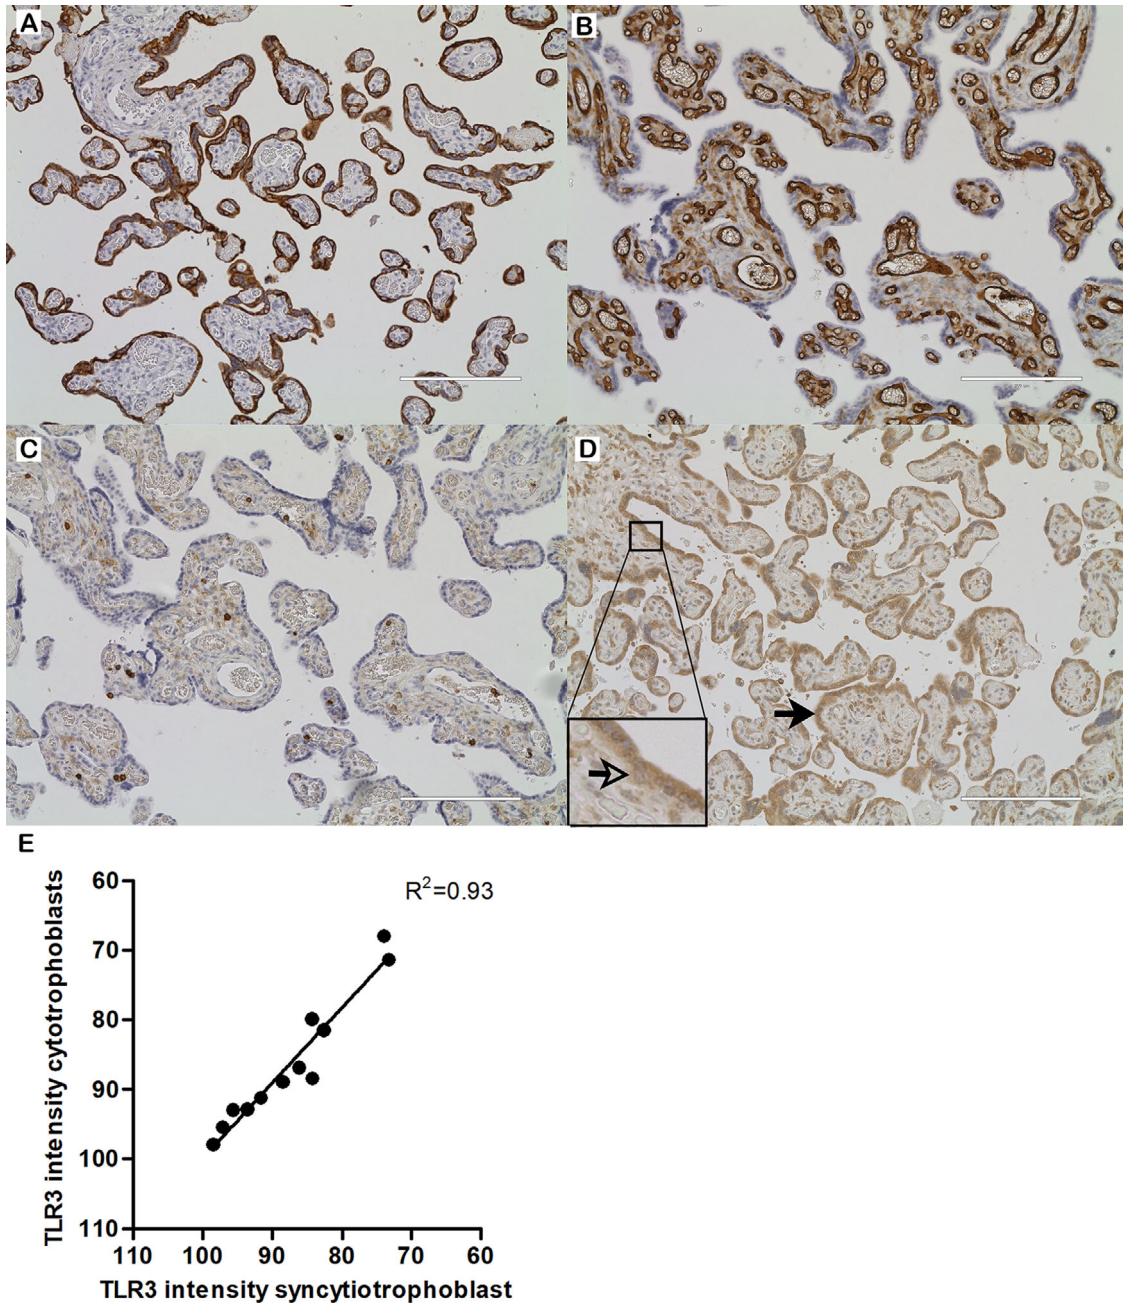 A
B
C
D
E
R²=0.93
TLR3 intensity cytotrophoblasts
60
70
80
90
100
110
110 100 90 80 70 60
TLR3 intensity syncytiotrophoblast